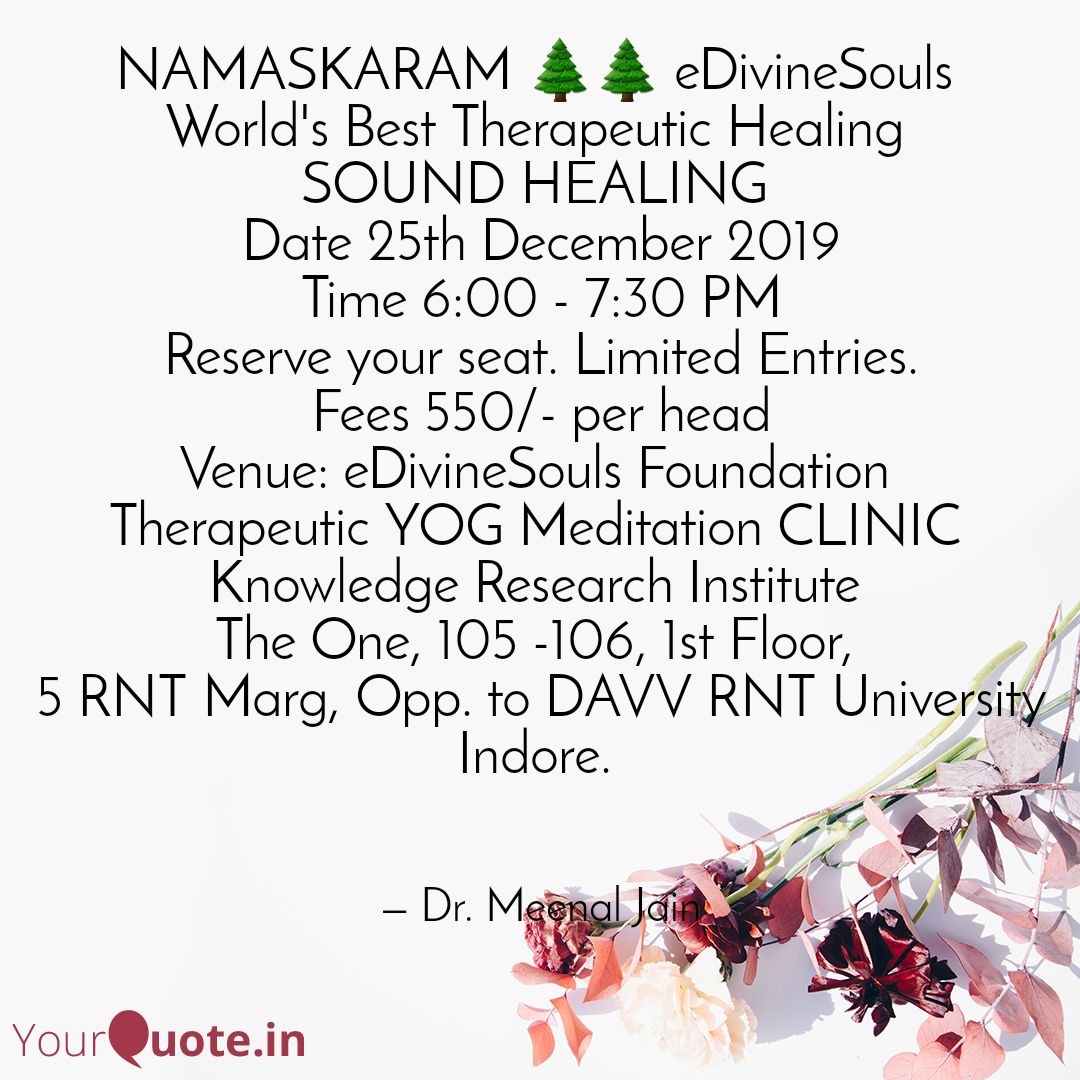 NAMASKARAM 🌲🌲 eDivineSouls
World's Best Therapeutic Healing
SOUND HEALING
Date 25th December 2019
Time 6:00 - 7:30 PM
Reserve your seat. Limited Entries.
Fees 550/- per head
Venue: eDivineSouls Foundation
Therapeutic YOG Meditation CLINIC
Knowledge Research Institute
The One, 105 -106, 1st Floor,
5 RNT Marg, Opp. to DAVV RNT University
Indore.
– Dr. Meenal Jain
YourQuote.in